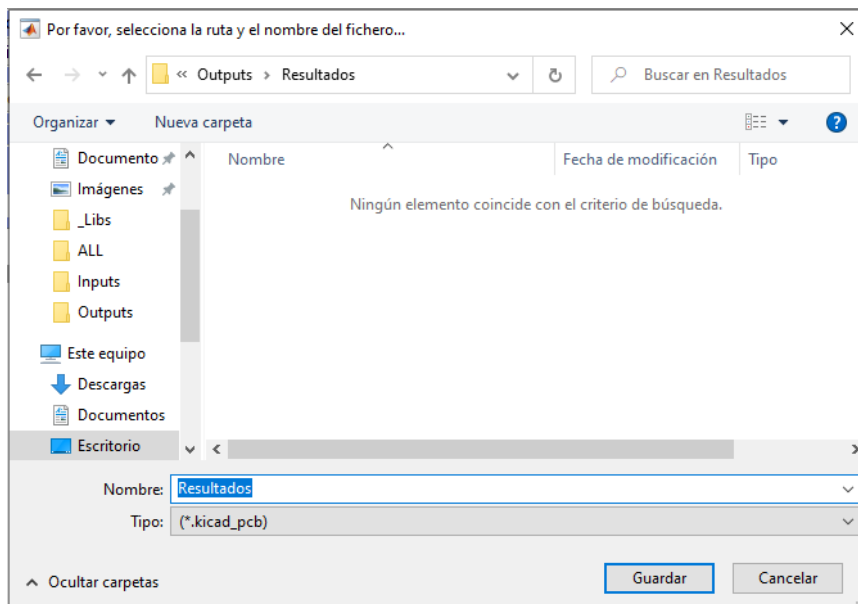 Por favor, selecciona la ruta y el nombre del fichero...
« Outputs › Resultados
Buscar en Resultados
Organizar
Nueva carpeta
?
Nombre
Fecha de modificación
Tipo
Ningún elemento coincide con el criterio de búsqueda.
Documento
Imágenes
_Libs
ALL
Inputs
Outputs
Este equipo
Descargas
Documentos
Escritorio
Nombre: Resultados
Tipo: (*.kicad_pcb)
Ocultar carpetas
Guardar
Cancelar